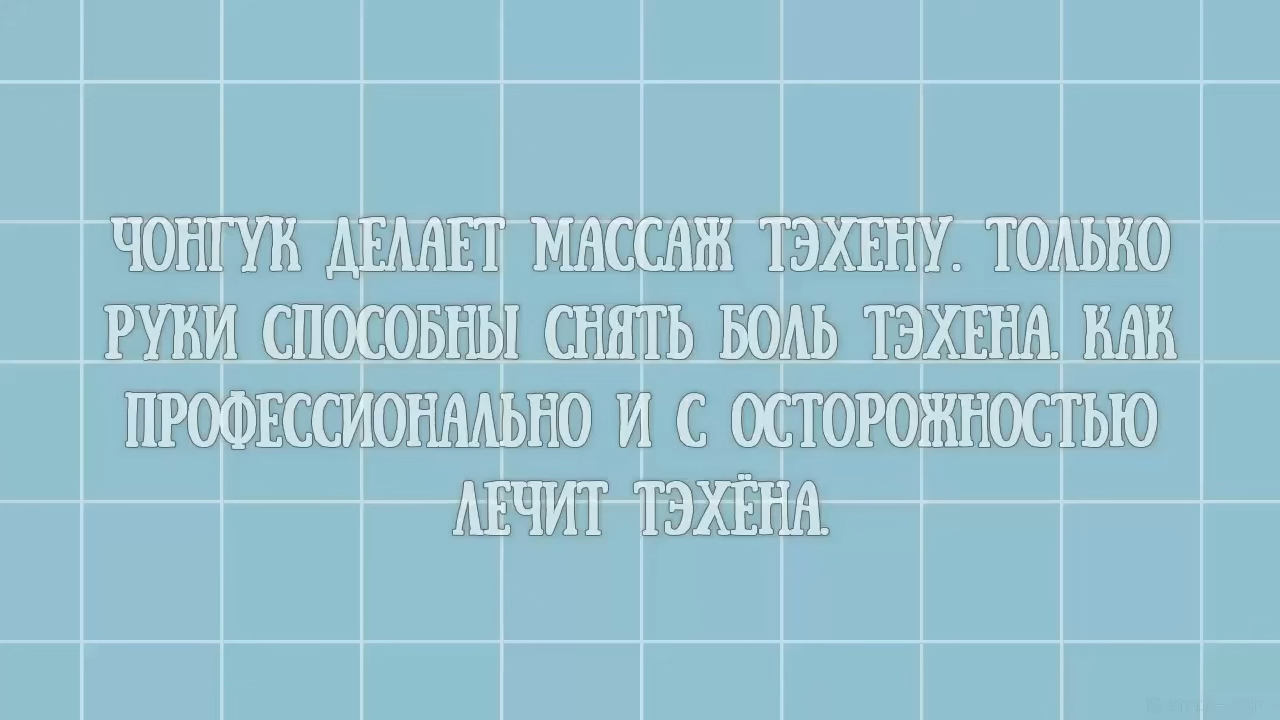 ЧОНГУК ДЕЛАЕТ МАССАЖ ТЭХЕНУ. ТОЛЬКО
РУКИ СПОСОБНЫ СНЯТЬ БОЛЬ ТЭХЕНА. КАК
ПРОФЕССИОНАЛЬНО И С ОСТОРОЖНОСТЬЮ
ЛЕЧИТ ТЭХЁНА.